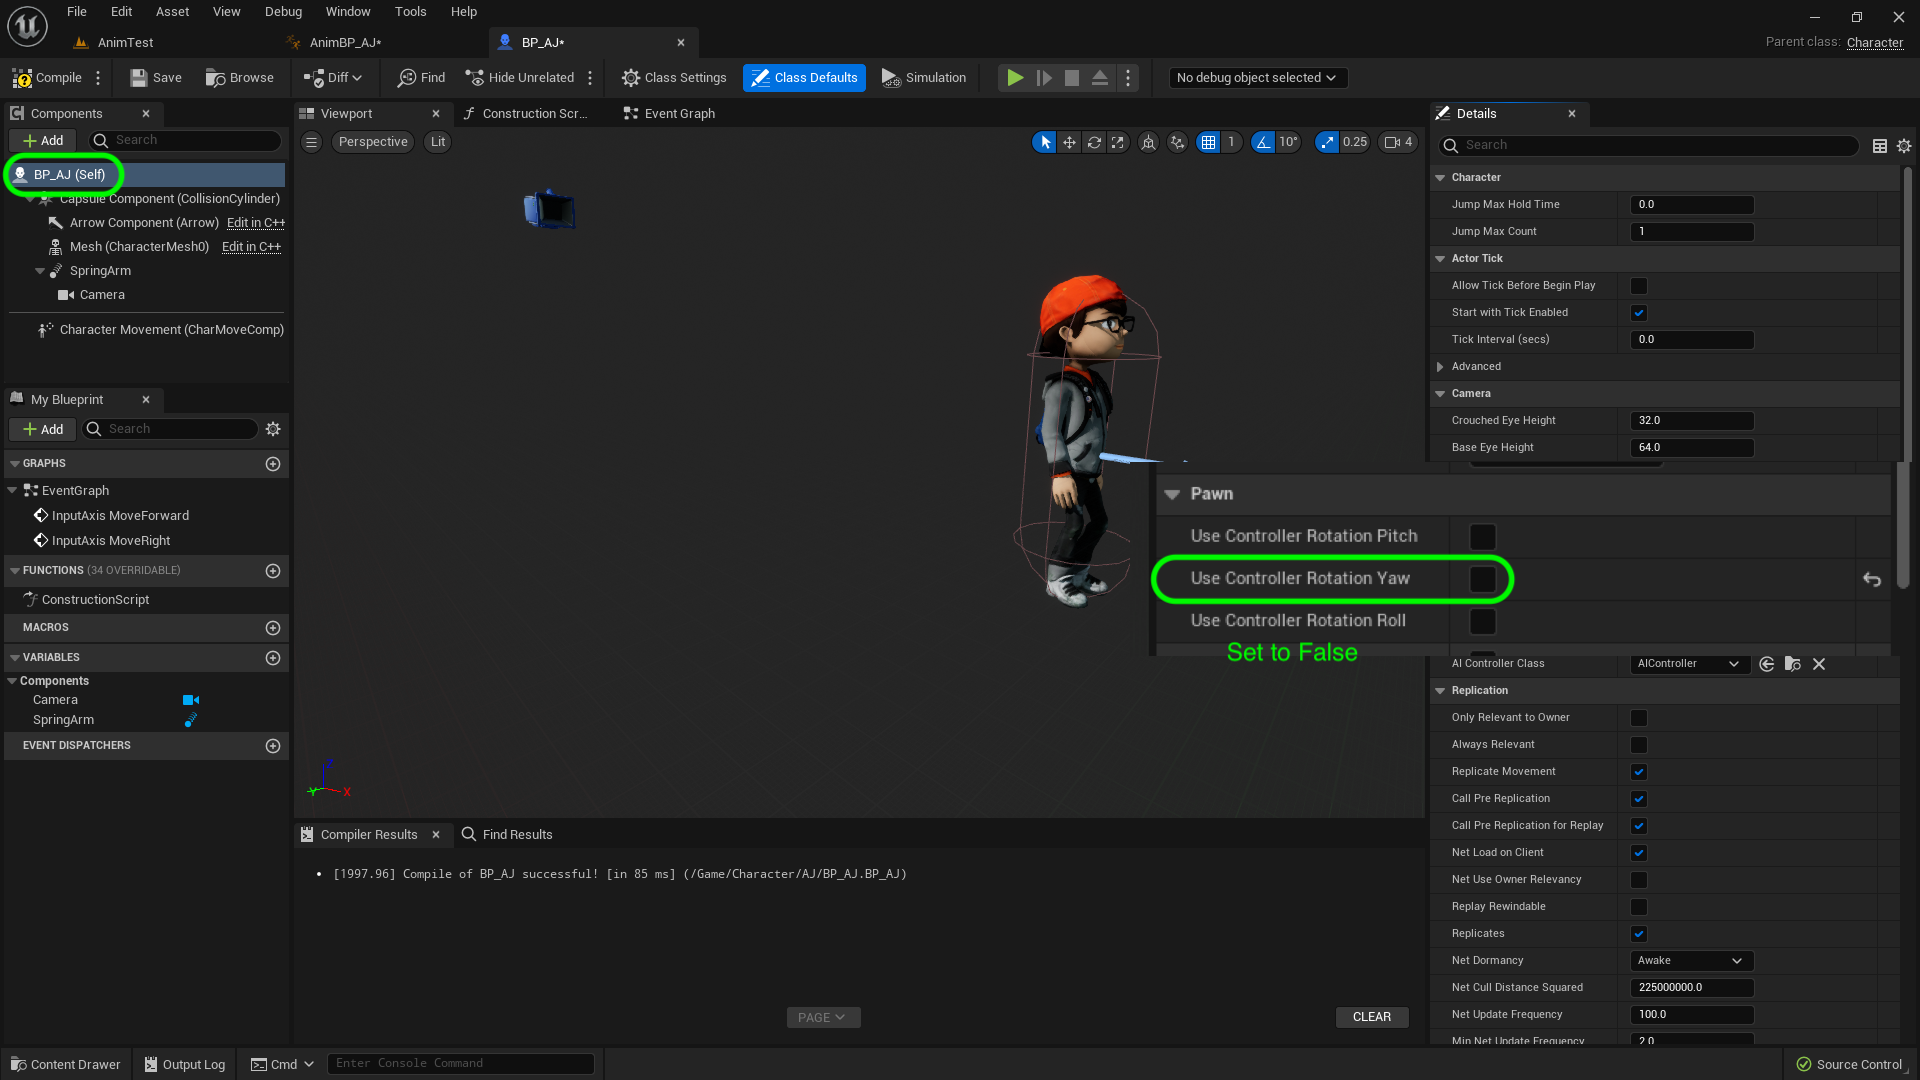 File Edit Asset View Debug Window Tools Help
AnimTest AnimBP_AJ* BP_AJ*
Parent class: Character
Compile Save Browse Diff Find Hide Unrelated Class Settings Class Defaults Simulation No debug object selected
Components
Add Search
BP_AJ (Self)
Capsule Component (CollisionCylinder)
Arrow Component (Arrow) Edit in C++
Mesh (CharacterMesh0) Edit in C++
SpringArm
Camera
Character Movement (CharMoveComp)
My Blueprint
Add Search
GRAPHS
EventGraph
InputAxis MoveForward
InputAxis MoveRight
FUNCTIONS (34 OVERRIDABLE)
ConstructionScript
MACROS
VARIABLES
Components
Camera
SpringArm
EVENT DISPATCHERS
Viewport Construction Scr... Event Graph
Perspective Lit
1 10° 0.25 4
Z
Y X
Compiler Results Find Results
[1997.96] Compile of BP_AJ successful! [in 85 ms] (/Game/Character/AJ/BP_AJ.BP_AJ)
PAGE CLEAR
Details
Search
Character
Jump Max Hold Time 0.0
Jump Max Count 1
Actor Tick
Allow Tick Before Begin Play
Start with Tick Enabled
Tick Interval (secs) 0.0
Advanced
Camera
Crouched Eye Height 32.0
Base Eye Height 64.0
Pawn
Use Controller Rotation Pitch
Use Controller Rotation Yaw
Use Controller Rotation Roll
Set to False
AI Controller Class AIController
Replication
Only Relevant to Owner
Always Relevant
Replicate Movement
Call Pre Replication
Call Pre Replication for Replay
Net Load on Client
Net Use Owner Relevancy
Replay Rewindable
Replicates
Net Dormancy Awake
Net Cull Distance Squared 225000000.0
Net Update Frequency 100.0
Min Net Update Frequency 2.0
Content Drawer Output Log Cmd Enter Console Command Source Control